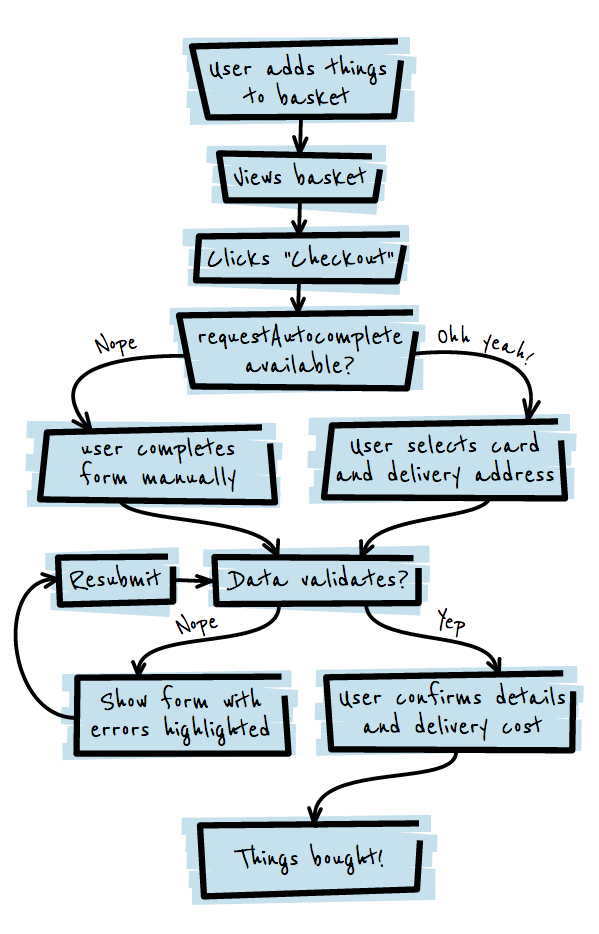 User adds things
to basket
Views basket
Clicks "Checkout"
requestAutocomplete
available?
Nope
Ohh yeah!
user completes
form manually
User selects card
and delivery address
Resubmit
Data validates?
Nope
Yep
Show form with
errors highlighted
User confirms details
and delivery cost
Things bought!